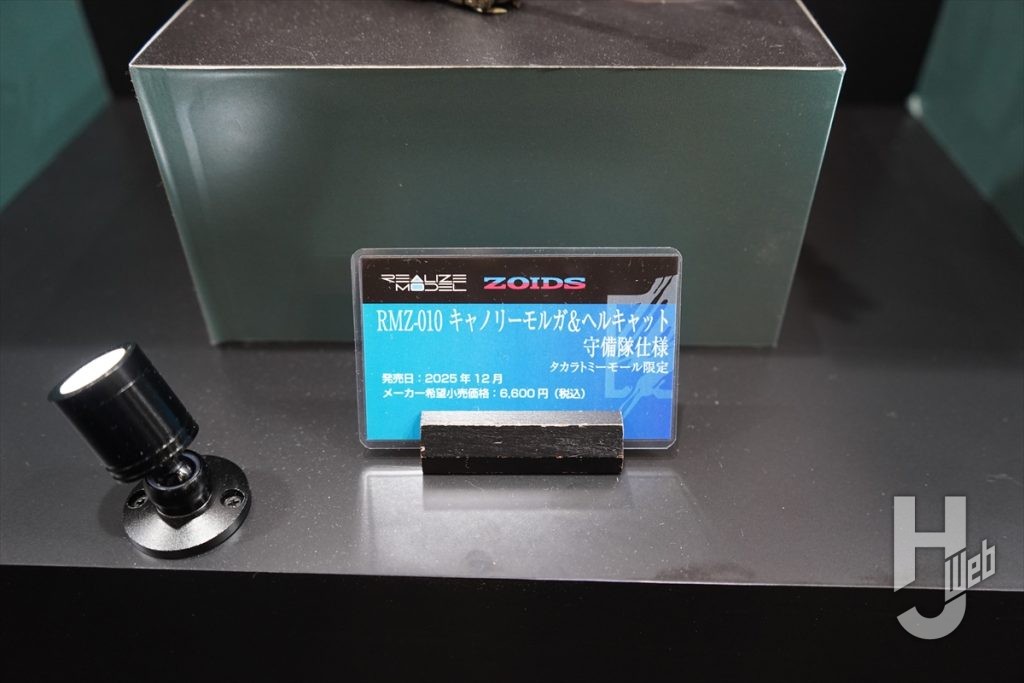 REALIZE MODEL ZOIDS
RMZ-010 キャノリーモルガ&ヘルキャット
守備隊仕様
タカラトミーモール限定
発売日：2025年12月
メーカー希望小売価格：6,600円（税込）
HJ Web